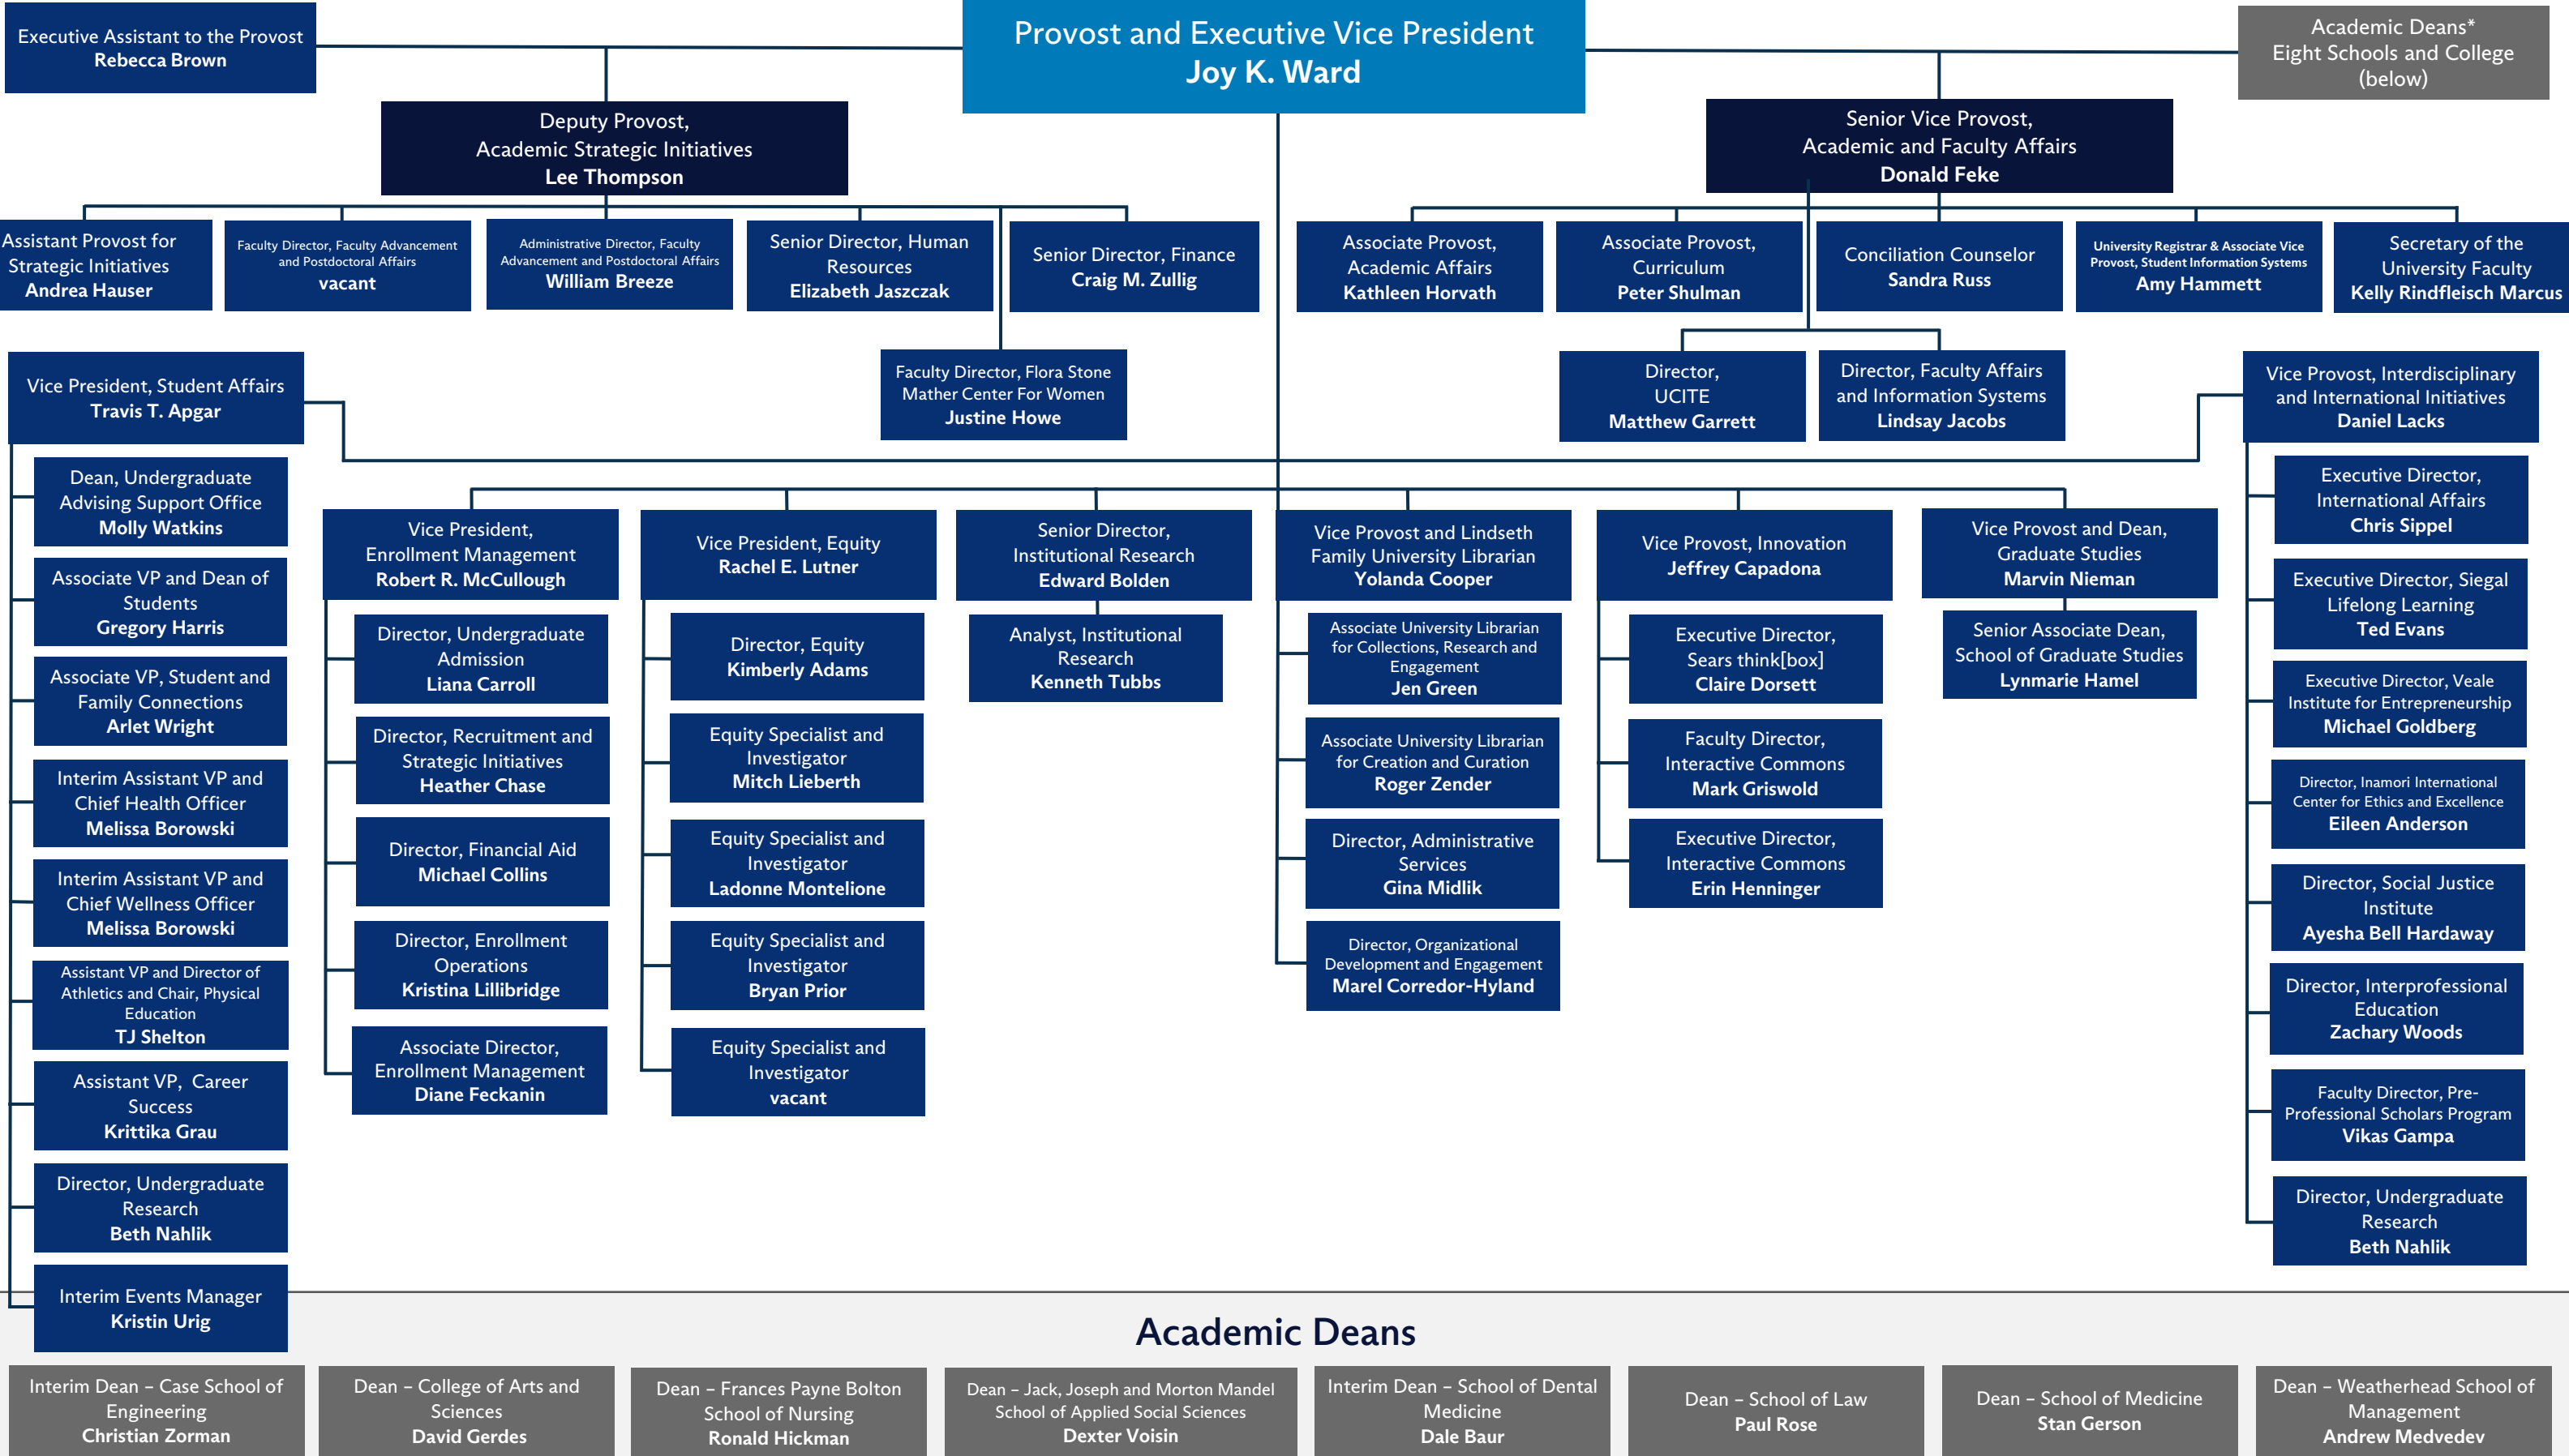 Executive Assistant to the Provost
Rebecca Brown
Provost and Executive Vice President
Joy K. Ward
Academic Deans*
Eight Schools and College
(below)
Deputy Provost,
Academic Strategic Initiatives
Lee Thompson
Senior Vice Provost,
Academic and Faculty Affairs
Donald Feke
Assistant Provost for
Strategic Initiatives
Andrea Hauser
Faculty Director, Faculty Advancement
and Postdoctoral Affairs
vacant
Administrative Director, Faculty
Advancement and Postdoctoral Affairs
William Breeze
Senior Director, Human
Resources
Elizabeth Jaszczak
Senior Director, Finance
Craig M. Zullig
Associate Provost,
Academic Affairs
Kathleen Horvath
Associate Provost,
Curriculum
Peter Shulman
Conciliation Counselor
Sandra Russ
University Registrar & Associate Vice
Provost, Student Information Systems
Amy Hammett
Secretary of the
University Faculty
Kelly Rindfleisch Marcus
Faculty Director, Flora Stone
Mather Center For Women
Justine Howe
Director,
UCITE
Matthew Garrett
Director, Faculty Affairs
and Information Systems
Lindsay Jacobs
Vice President, Student Affairs
Travis T. Apgar
Dean, Undergraduate
Advising Support Office
Molly Watkins
Associate VP and Dean of
Students
Gregory Harris
Associate VP, Student and
Family Connections
Arlet Wright
Interim Assistant VP and
Chief Health Officer
Melissa Borowski
Interim Assistant VP and
Chief Wellness Officer
Melissa Borowski
Assistant VP and Director of
Athletics and Chair, Physical
Education
TJ Shelton
Assistant VP, Career
Success
Krittika Grau
Director, Undergraduate
Research
Beth Nahlik
Interim Events Manager
Kristin Urig
Vice President,
Enrollment Management
Robert R. McCullough
Director, Undergraduate
Admission
Liana Carroll
Director, Recruitment and
Strategic Initiatives
Heather Chase
Director, Financial Aid
Michael Collins
Director, Enrollment
Operations
Kristina Lillibridge
Associate Director,
Enrollment Management
Diane Feckanin
Vice President, Equity
Rachel E. Lutner
Director, Equity
Kimberly Adams
Equity Specialist and
Investigator
Mitch Lieberth
Equity Specialist and
Investigator
Ladonne Montelione
Equity Specialist and
Investigator
Bryan Prior
Equity Specialist and
Investigator
vacant
Senior Director,
Institutional Research
Edward Bolden
Analyst, Institutional
Research
Kenneth Tubbs
Vice Provost and Lindseth
Family University Librarian
Yolanda Cooper
Associate University Librarian
for Collections, Research and
Engagement
Jen Green
Associate University Librarian
for Creation and Curation
Roger Zender
Director, Administrative
Services
Gina Midlik
Director, Organizational
Development and Engagement
Marel Corredor-Hyland
Vice Provost, Innovation
Jeffrey Capadona
Executive Director,
Sears think[box]
Claire Dorsett
Faculty Director,
Interactive Commons
Mark Griswold
Executive Director,
Interactive Commons
Erin Henninger
Vice Provost and Dean,
Graduate Studies
Marvin Nieman
Senior Associate Dean,
School of Graduate Studies
Lynmarie Hamel
Vice Provost, Interdisciplinary
and International Initiatives
Daniel Lacks
Executive Director,
International Affairs
Chris Sippel
Executive Director, Siegal
Lifelong Learning
Ted Evans
Executive Director, Veale
Institute for Entrepreneurship
Michael Goldberg
Director, Inamori International
Center for Ethics and Excellence
Eileen Anderson
Director, Social Justice
Institute
Ayesha Bell Hardaway
Director, Interprofessional
Education
Zachary Woods
Faculty Director, Pre-
Professional Scholars Program
Vikas Gampa
Director, Undergraduate
Research
Beth Nahlik
Academic Deans
Interim Dean – Case School of
Engineering
Christian Zorman
Dean – College of Arts and
Sciences
David Gerdes
Dean – Frances Payne Bolton
School of Nursing
Ronald Hickman
Dean – Jack, Joseph and Morton Mandel
School of Applied Social Sciences
Dexter Voisin
Interim Dean – School of Dental
Medicine
Dale Baur
Dean – School of Law
Paul Rose
Dean – School of Medicine
Stan Gerson
Dean – Weatherhead School of
Management
Andrew Medvedev